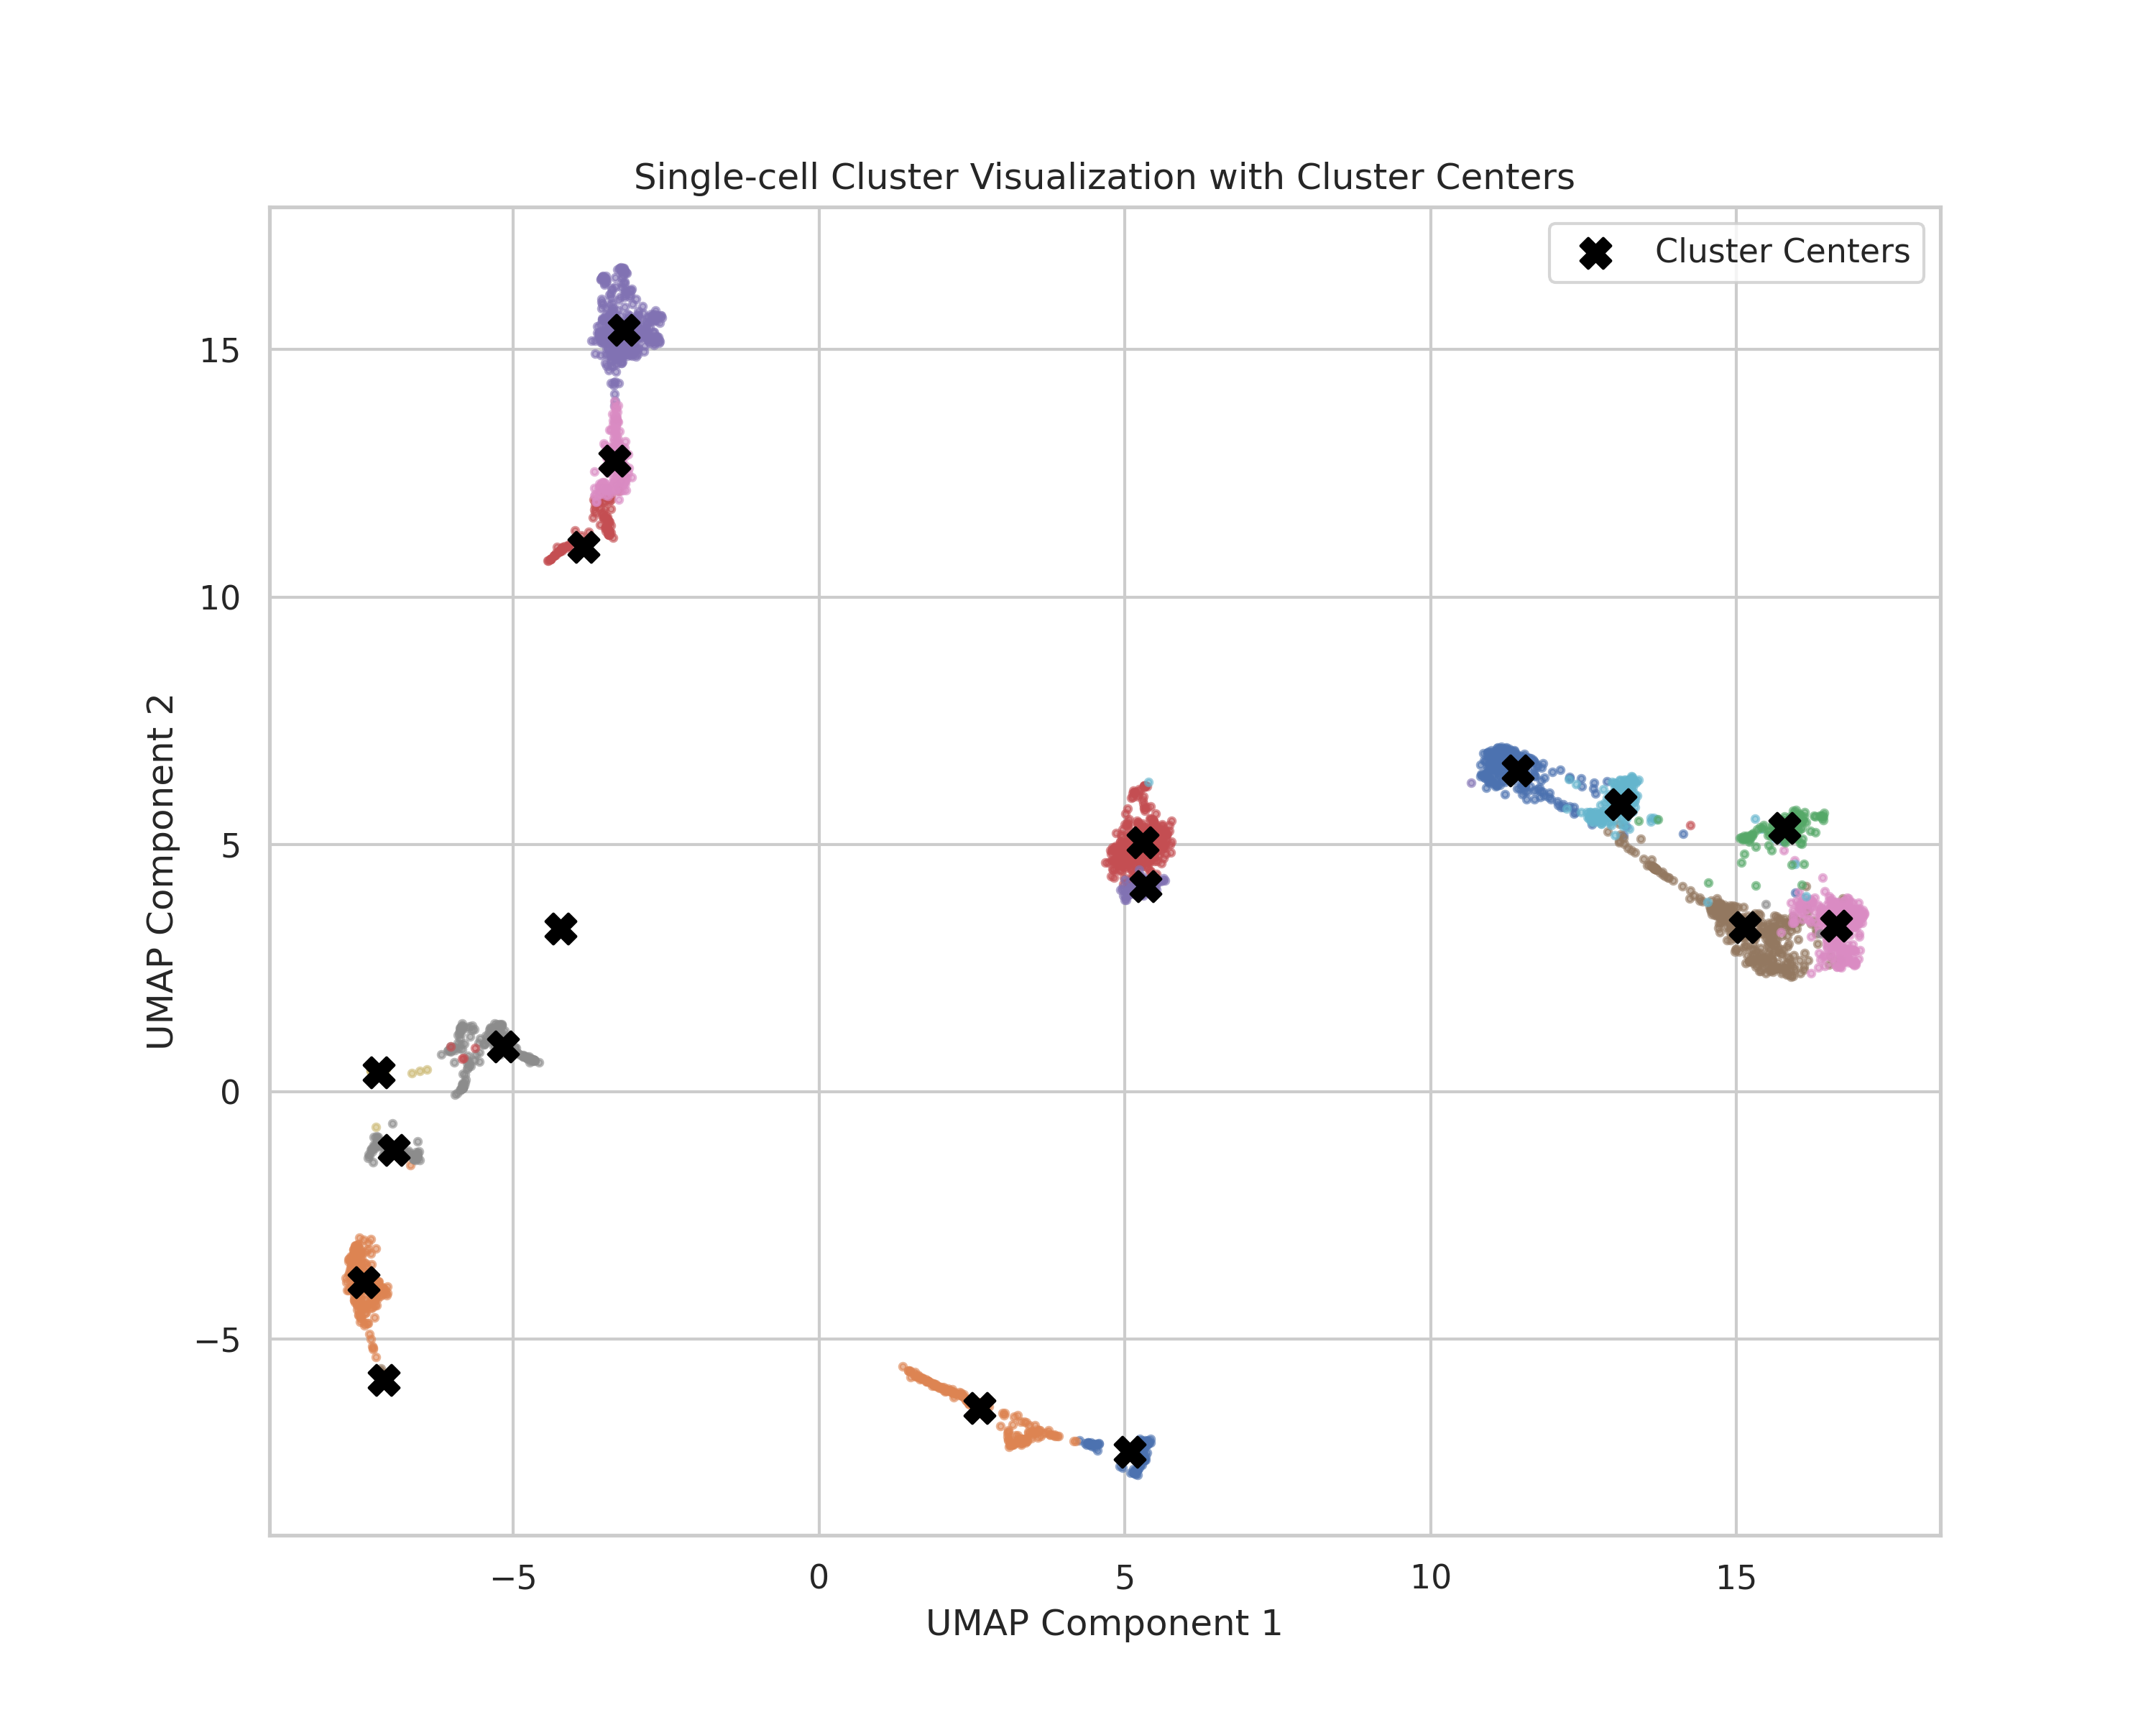 Single-cell Cluster Visualization with Cluster Centers
Cluster Centers
UMAP Component 2
15
10
5
0
−5
−5 0 5 10 15
UMAP Component 1